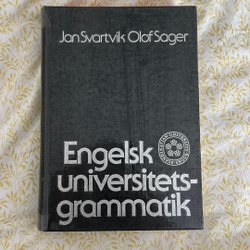 Jan Svartvik Olof Sager
Engelsk
universitets-
grammatik